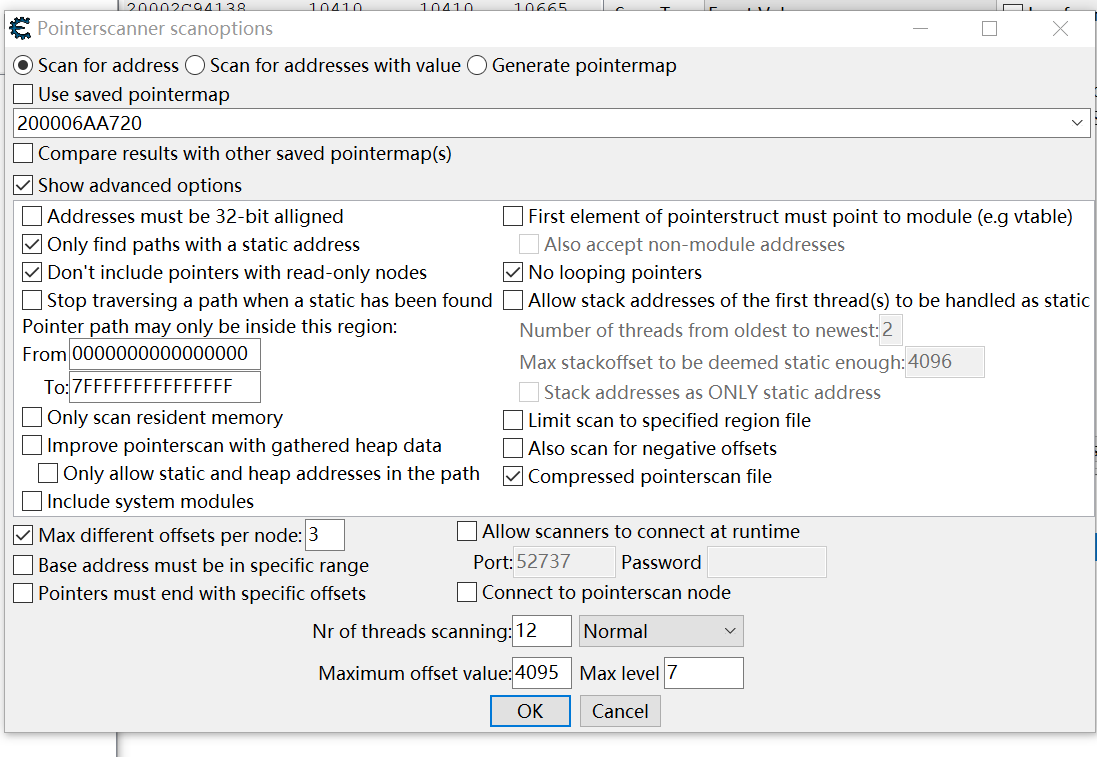 20002C94138 10410 10410 10665
Pointerscanner scanoptions
Scan for address Scan for addresses with value Generate pointermap
Use saved pointermap
200006AA720
Compare results with other saved pointermap(s)
Show advanced options
Addresses must be 32-bit alligned
Only find paths with a static address
Don't include pointers with read-only nodes
Stop traversing a path when a static has been found
Pointer path may only be inside this region:
From 0000000000000000
To: 7FFFFFFFFFFFFFFF
Only scan resident memory
Improve pointerscan with gathered heap data
Only allow static and heap addresses in the path
Include system modules
First element of pointerstruct must point to module (e.g vtable)
Also accept non-module addresses
No looping pointers
Allow stack addresses of the first thread(s) to be handled as static
Number of threads from oldest to newest: 2
Max stackoffset to be deemed static enough: 4096
Stack addresses as ONLY static address
Limit scan to specified region file
Also scan for negative offsets
Compressed pointerscan file
Max different offsets per node: 3
Base address must be in specific range
Pointers must end with specific offsets
Allow scanners to connect at runtime
Port: 52737 Password
Connect to pointerscan node
Nr of threads scanning: 12 Normal
Maximum offset value: 4095 Max level 7
OK Cancel